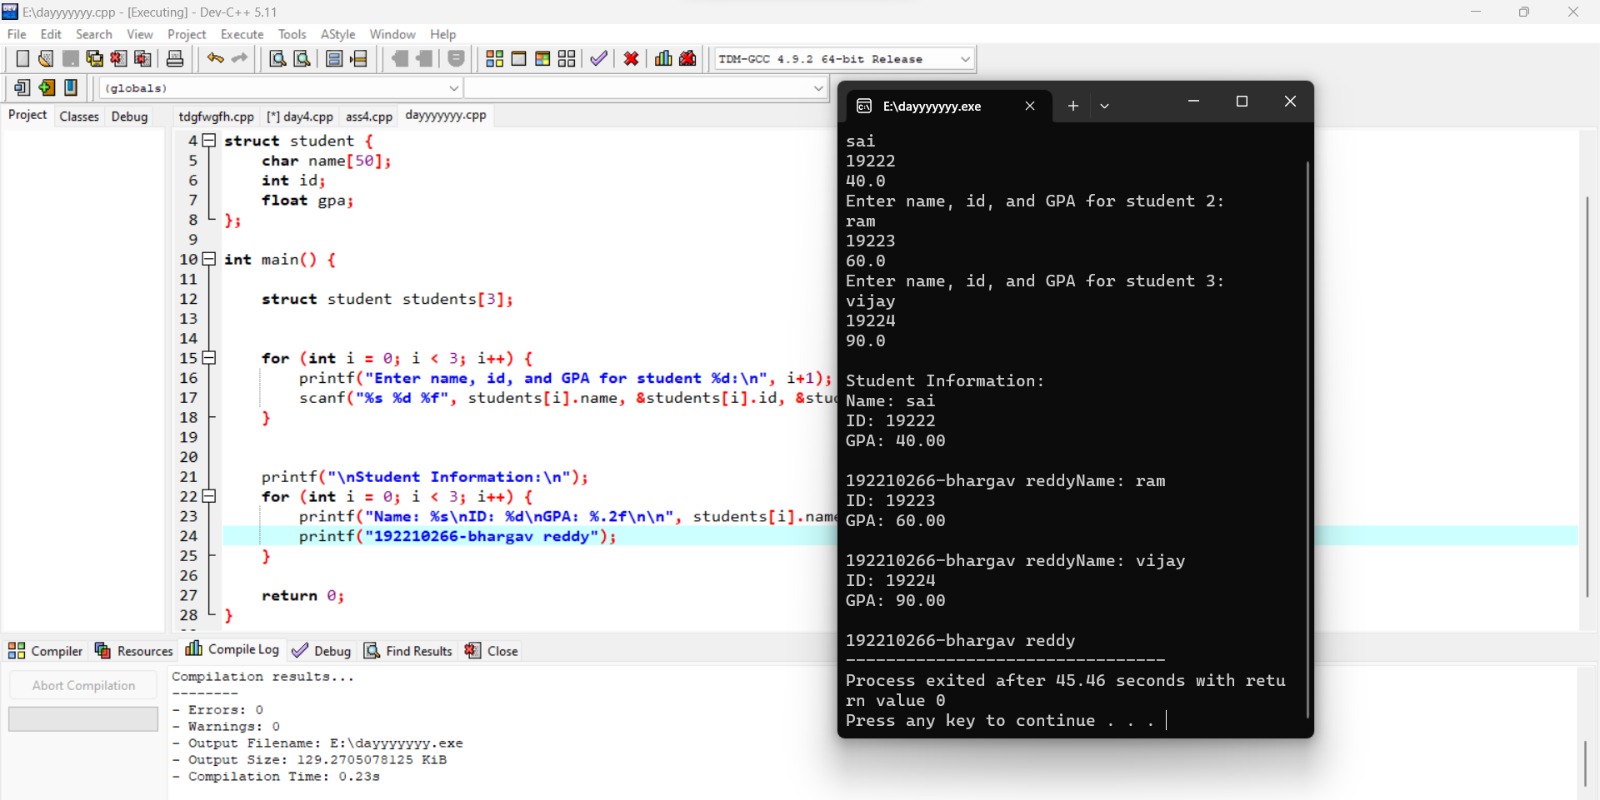 E:\dayyyyyyy.cpp - [Executing] - Dev-C++ 5.11
File Edit Search View Project Execute Tools AStyle Window Help
TDM-GCC 4.9.2 64-bit Release
(globals)
Project Classes Debug
tdgfwgfh.cpp [*] day4.cpp ass4.cpp dayyyyyyy.cpp
4 struct student {
5 char name[50];
6 int id;
7 float gpa;
8 };
9
10 int main() {
11
12 struct student students[3];
13
14
15 for (int i = 0; i < 3; i++) {
16 printf("Enter name, id, and GPA for student %d:\n", i+1);
17 scanf("%s %d %f", students[i].name, &students[i].id, &stu
18 }
19
20
21 printf("\nStudent Information:\n");
22 for (int i = 0; i < 3; i++) {
23 printf("Name: %s\nID: %d\nGPA: %.2f\n\n", students[i].name
24 printf("192210266-bhargav reddy");
25 }
26
27 return 0;
28 }
E:\dayyyyyyy.exe
sai
19222
40.0
Enter name, id, and GPA for student 2:
ram
19223
60.0
Enter name, id, and GPA for student 3:
vijay
19224
90.0
Student Information:
Name: sai
ID: 19222
GPA: 40.00
192210266-bhargav reddyName: ram
ID: 19223
GPA: 60.00
192210266-bhargav reddyName: vijay
ID: 19224
GPA: 90.00
192210266-bhargav reddy
--------------------------------
Process exited after 45.46 seconds with retu
rn value 0
Press any key to continue . . .
Compiler Resources Compile Log Debug Find Results Close
Abort Compilation
Compilation results...
--------
- Errors: 0
- Warnings: 0
- Output Filename: E:\dayyyyyyy.exe
- Output Size: 129.2705078125 KiB
- Compilation Time: 0.23s